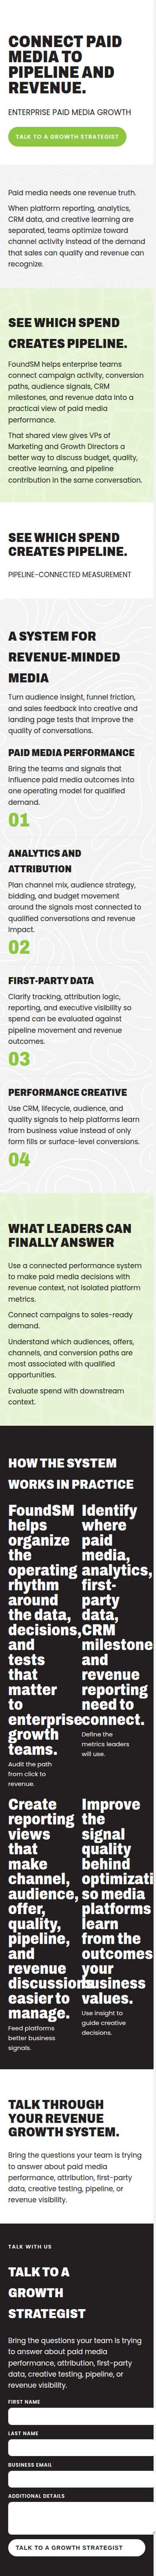 CONNECT PAID
MEDIA TO
PIPELINE AND
REVENUE.
ENTERPRISE PAID MEDIA GROWTH
TALK TO A GROWTH STRATEGIST
Paid media needs one revenue truth.
When platform reporting, analytics,
CRM data, and creative learning are
separated, teams optimize toward
channel activity instead of the demand
that sales can qualify and revenue can
recognize.
SEE WHICH SPEND
CREATES PIPELINE.
FoundSM helps enterprise teams
connect campaign activity, conversion
paths, audience signals, CRM
milestones, and revenue data into a
practical view of paid media
performance.
That shared view gives VPs of
Marketing and Growth Directors a
better way to discuss budget, quality,
creative learning, and pipeline
contribution in the same conversation.
SEE WHICH SPEND
CREATES PIPELINE.
PIPELINE-CONNECTED MEASUREMENT
A SYSTEM FOR
REVENUE-MINDED
MEDIA
Turn audience insight, funnel friction,
and sales feedback into creative and
landing page tests that improve the
quality of conversations.
PAID MEDIA PERFORMANCE
Bring the teams and signals that
influence paid media outcomes into
one operating model for qualified
demand.
01
ANALYTICS AND
ATTRIBUTION
Plan channel mix, audience strategy,
bidding, and budget movement
around the signals most connected to
qualified conversations and revenue
impact.
02
FIRST-PARTY DATA
Clarify tracking, attribution logic,
reporting, and executive visibility so
spend can be evaluated against
pipeline movement and revenue
outcomes.
03
PERFORMANCE CREATIVE
Use CRM, lifecycle, audience, and
quality signals to help platforms learn
from business value instead of only
form fills or surface-level conversions.
04
WHAT LEADERS CAN
FINALLY ANSWER
Use a connected performance system
to make paid media decisions with
revenue context, not isolated platform
metrics.
Connect campaigns to sales-ready
demand.
Understand which audiences, offers,
channels, and conversion paths are
most associated with qualified
opportunities.
Evaluate spend with downstream
context.
HOW THE SYSTEM
WORKS IN PRACTICE
FoundSM
helps
organize
the
operating
rhythm
around
the data,
decisions,
and
tests
that
matter
to
enterprise
growth
teams.
Audit the path
from click to
revenue.
Identify
where
paid
media,
analytics,
first-
party
data,
CRM
milestone
and
revenue
reporting
need to
connect.
Define the
metrics leaders
will use.
Create
reporting
views
that
make
channel,
audience,
offer,
quality,
pipeline,
and
revenue
discussions
easier to
manage.
Feed platforms
better business
signals.
Improve
the
signal
quality
behind
optimizati
so media
platforms
learn
from the
outcomes
your
business
values.
Use insight to
guide creative
decisions.
TALK THROUGH
YOUR REVENUE
GROWTH SYSTEM.
Bring the questions your team is trying
to answer about paid media
performance, attribution, first-party
data, creative testing, pipeline, or
revenue visibility.
TALK WITH US
TALK TO A
GROWTH
STRATEGIST
Bring the questions your team is trying
to answer about paid media
performance, attribution, first-party
data, creative testing, pipeline, or
revenue visibility.
FIRST NAME
LAST NAME
BUSINESS EMAIL
ADDITIONAL DETAILS
TALK TO A GROWTH STRATEGIST